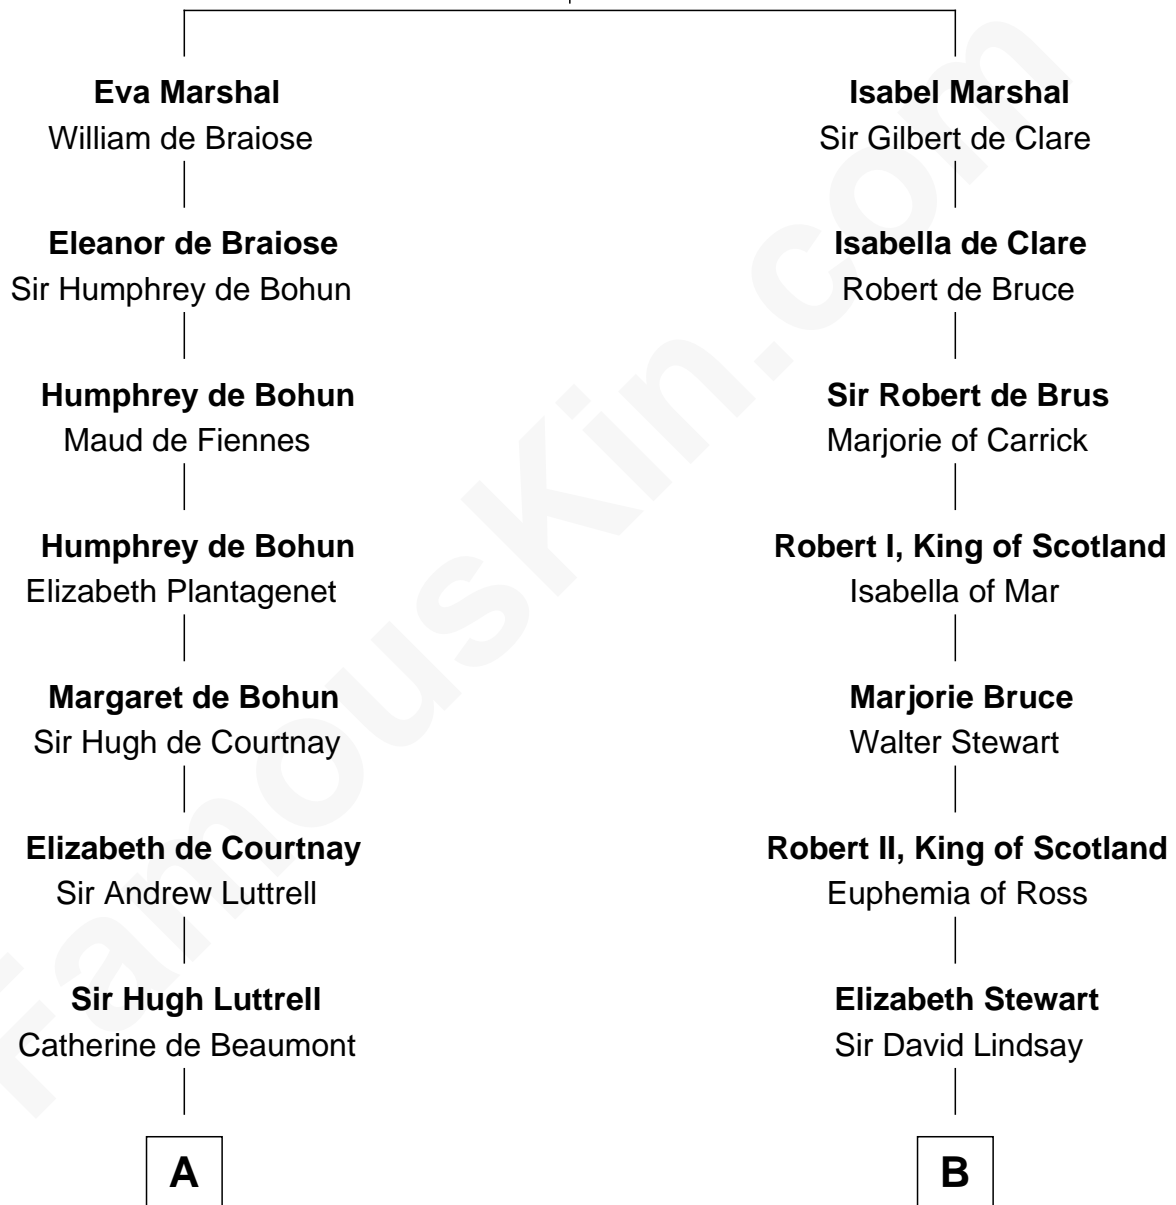 Eva Marshal
William de Braiose
Eleanor de Braiose
Sir Humphrey de Bohun
Humphrey de Bohun
Maud de Fiennes
Humphrey de Bohun
Elizabeth Plantagenet
Margaret de Bohun
Sir Hugh de Courtnay
Elizabeth de Courtnay
Sir Andrew Luttrell
Sir Hugh Luttrell
Catherine de Beaumont
A
Isabel Marshal
Sir Gilbert de Clare
Isabella de Clare
Robert de Bruce
Sir Robert de Brus
Marjorie of Carrick
Robert I, King of Scotland
Isabella of Mar
Marjorie Bruce
Walter Stewart
Robert II, King of Scotland
Euphemia of Ross
Elizabeth Stewart
Sir David Lindsay
B
FamousKin.com